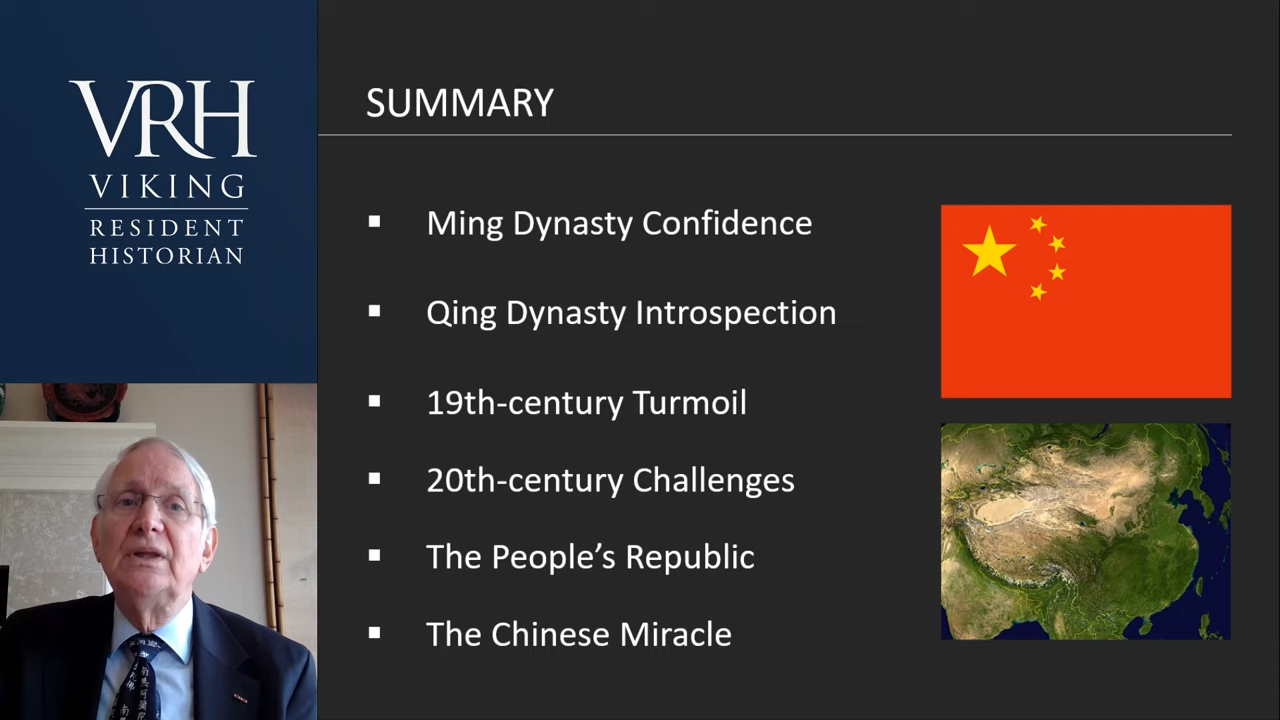 VRH
VIKING
RESIDENT
HISTORIAN
SUMMARY
Ming Dynasty Confidence
Qing Dynasty Introspection
19th-century Turmoil
20th-century Challenges
The People’s Republic
The Chinese Miracle